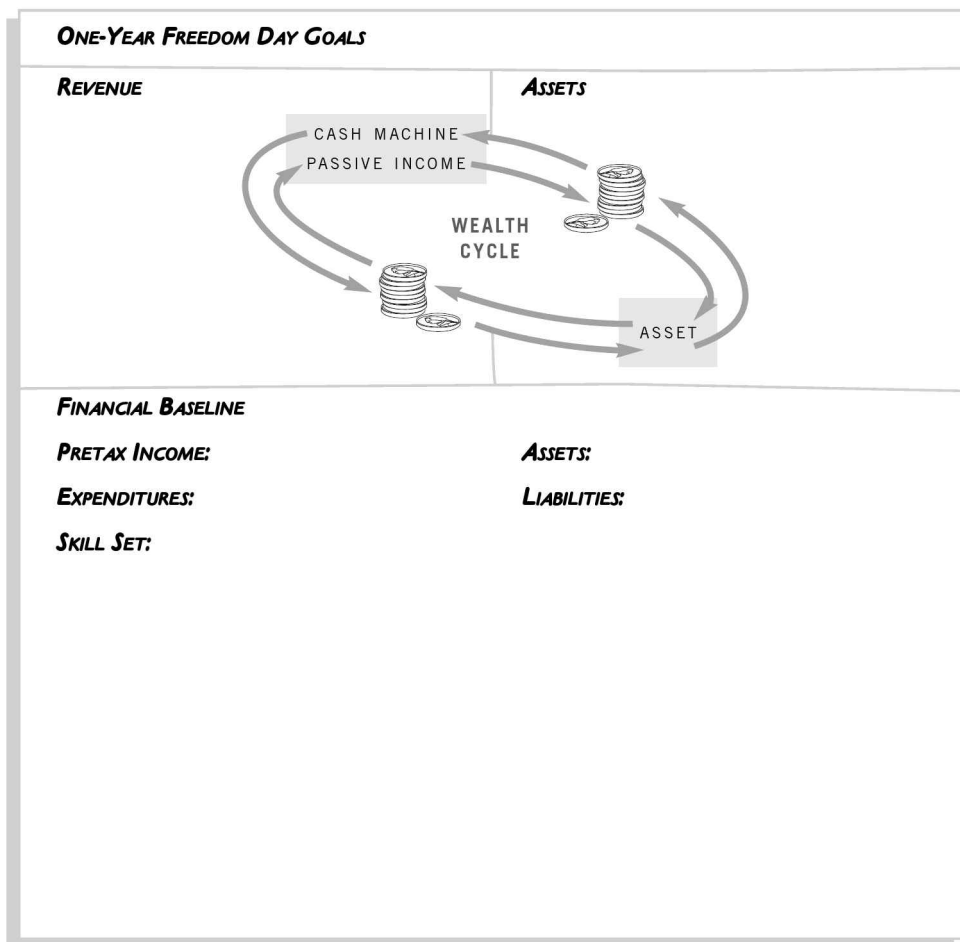 ONE-YEAR FREEDOM DAY GOALS
REVENUE
ASSETS
CASH MACHINE
PASSIVE INCOME
WEALTH
CYCLE
ASSET
FINANCIAL BASELINE
PRETAX INCOME:
ASSETS:
EXPENDITURES:
LIABILITIES:
SKILL SET: